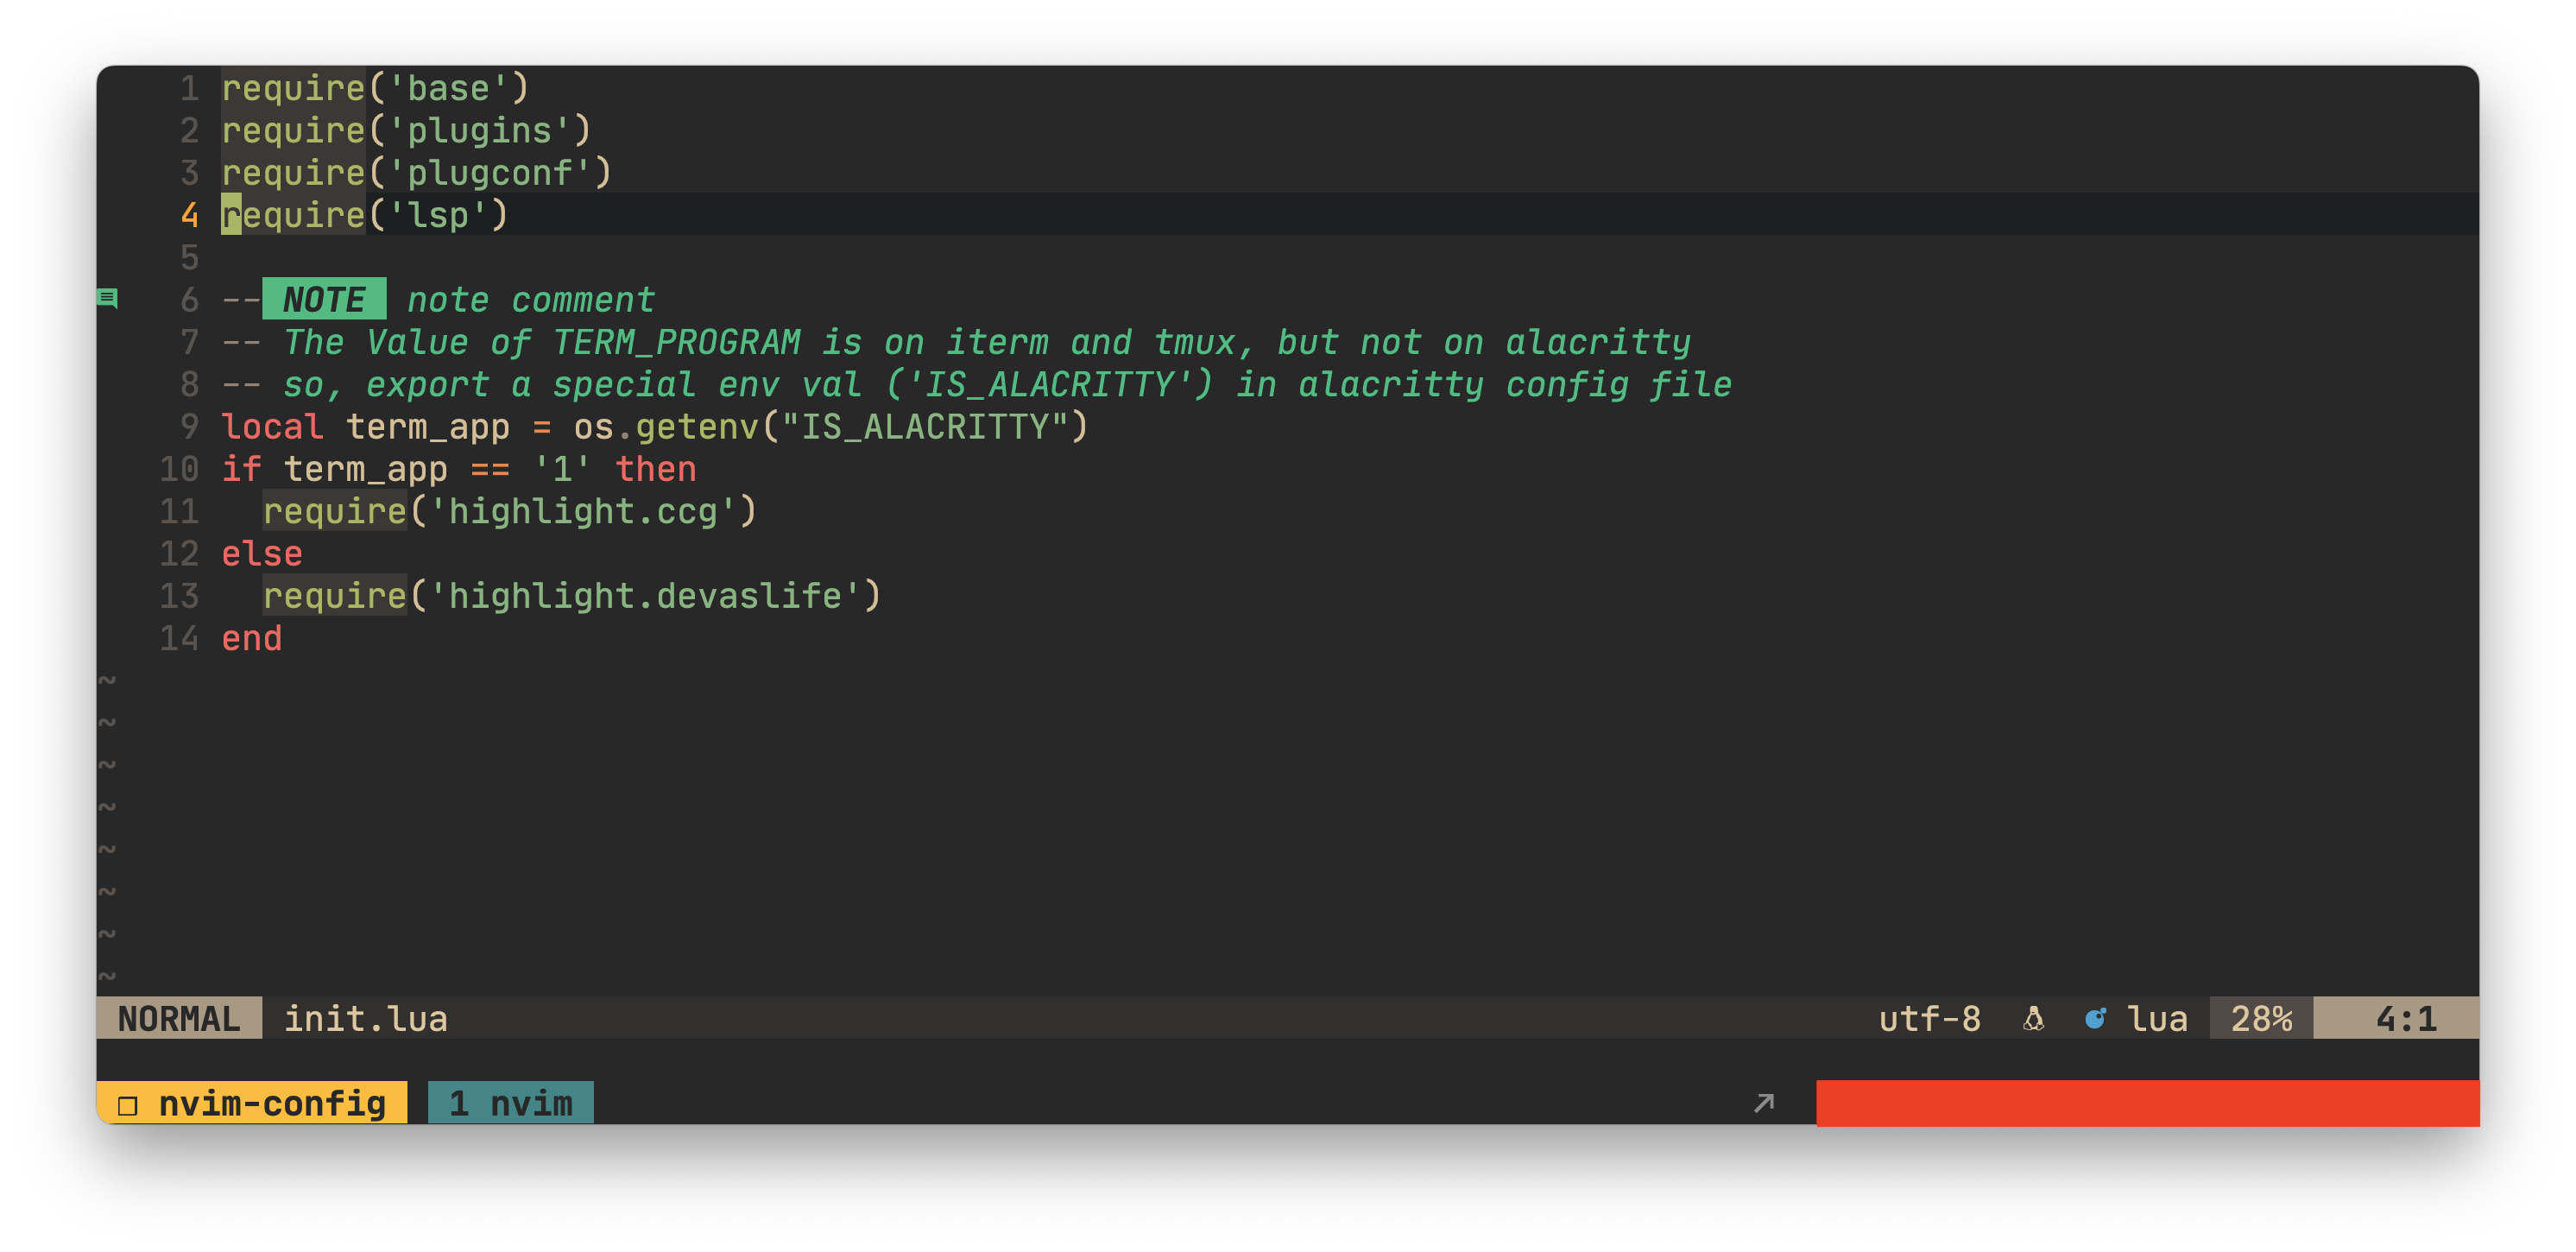 1 require('base')
2 require('plugins')
3 require('plugconf')
4 require('lsp')
5
6 -- NOTE note comment
7 -- The Value of TERM_PROGRAM is on iterm and tmux, but not on alacritty
8 -- so, export a special env val ('IS_ALACRITTY') in alacritty config file
9 local term_app = os.getenv("IS_ALACRITTY")
10 if term_app == '1' then
11   require('highlight.ccg')
12 else
13   require('highlight.devaslife')
14 end
~
~
~
~
~
~
~
~
NORMAL init.lua utf-8 lua 28% 4:1
❐ nvim-config 1 nvim ↗